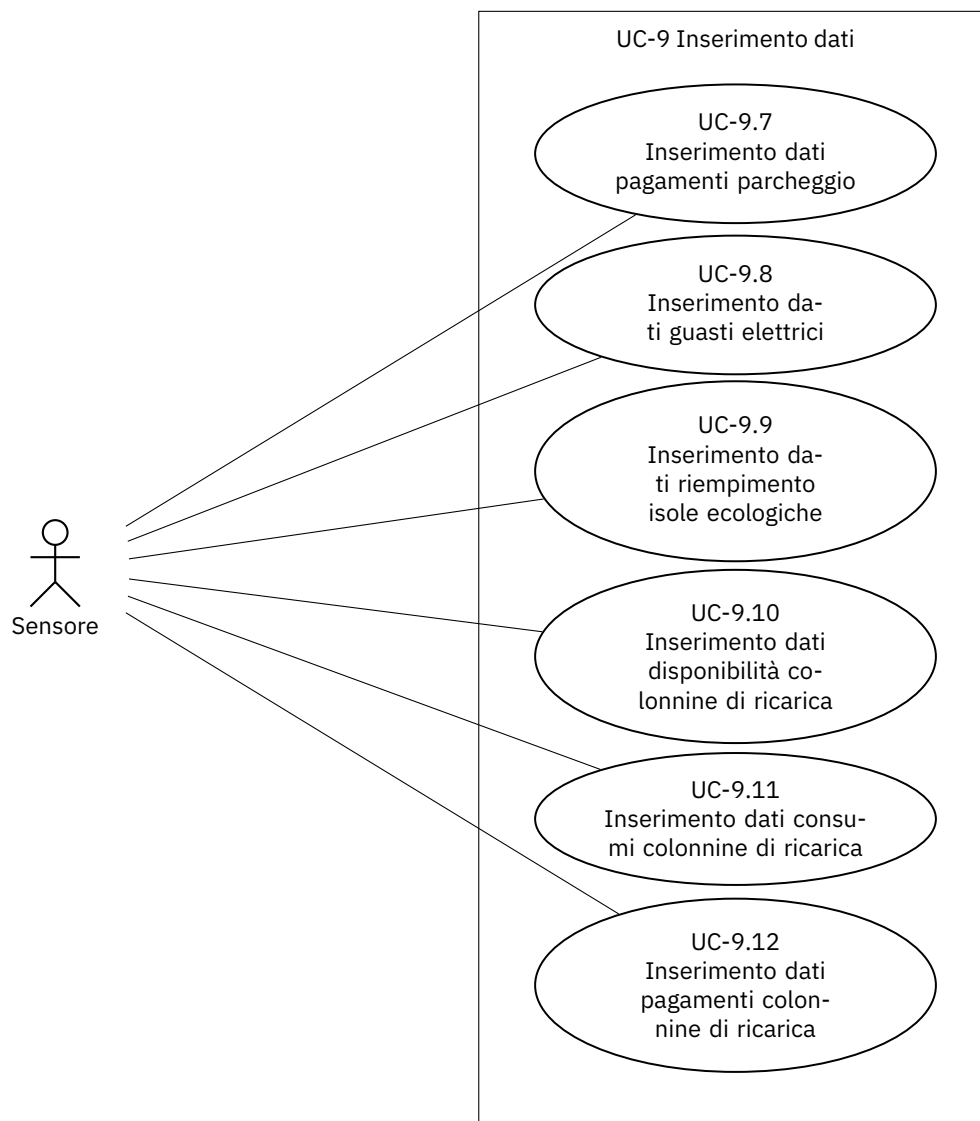 UC-9 Inserimento dati
UC-9.7
Inserimento dati
pagamenti parcheggio
UC-9.8
Inserimento da-
ti guasti elettrici
UC-9.9
Inserimento da-
ti riempimento
isole ecologiche
Sensore
UC-9.10
Inserimento dati
disponibilità co-
lonnine di ricarica
UC-9.11
Inserimento dati consu-
mi colonnine di ricarica
UC-9.12
Inserimento dati
pagamenti colon-
nine di ricarica